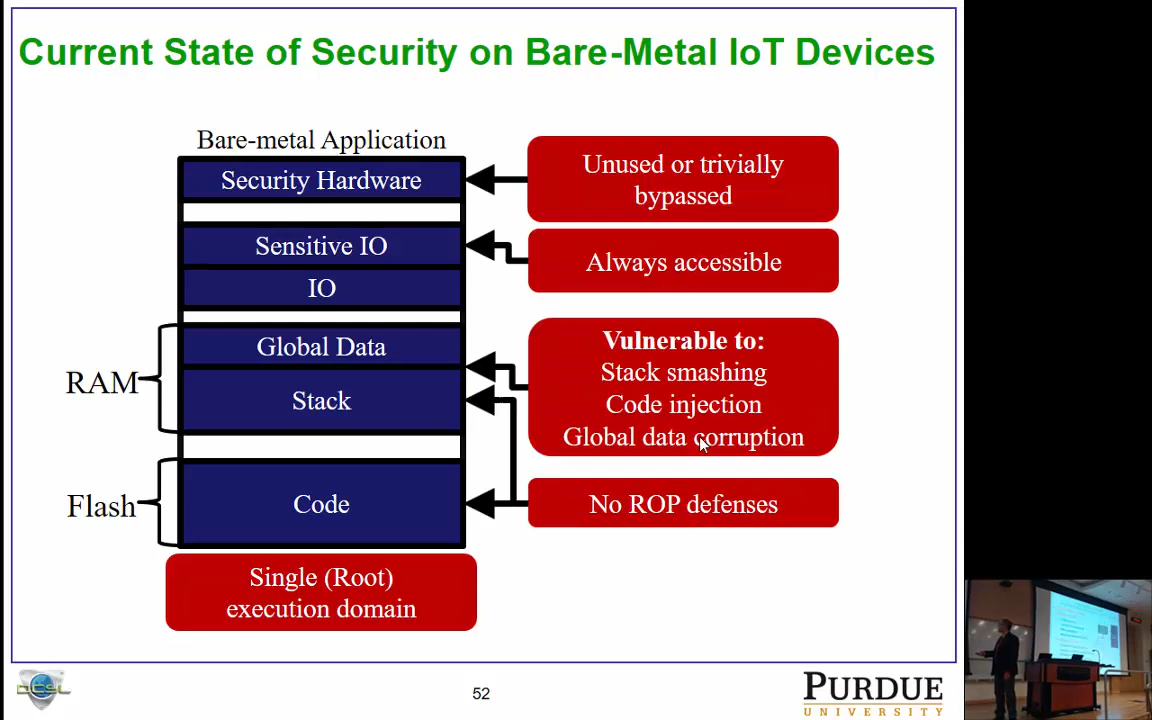 Current State of Security on Bare-Metal IoT Devices
Bare-metal Application
Security Hardware
Sensitive IO
IO
Global Data
Stack
Code
RAM
Flash
Single (Root)
execution domain
Unused or trivially
bypassed
Always accessible
Vulnerable to:
Stack smashing
Code injection
Global data corruption
No ROP defenses
DCSL
52
PURDUE
UNIVERSITY